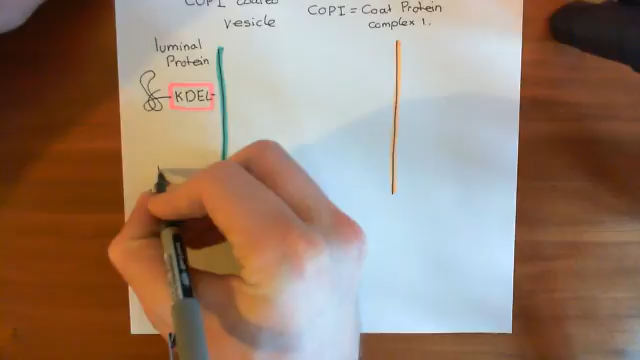 COPI coated
vesicle
COPI = Coat Protein
complex 1.
luminal
Protein
KDEL